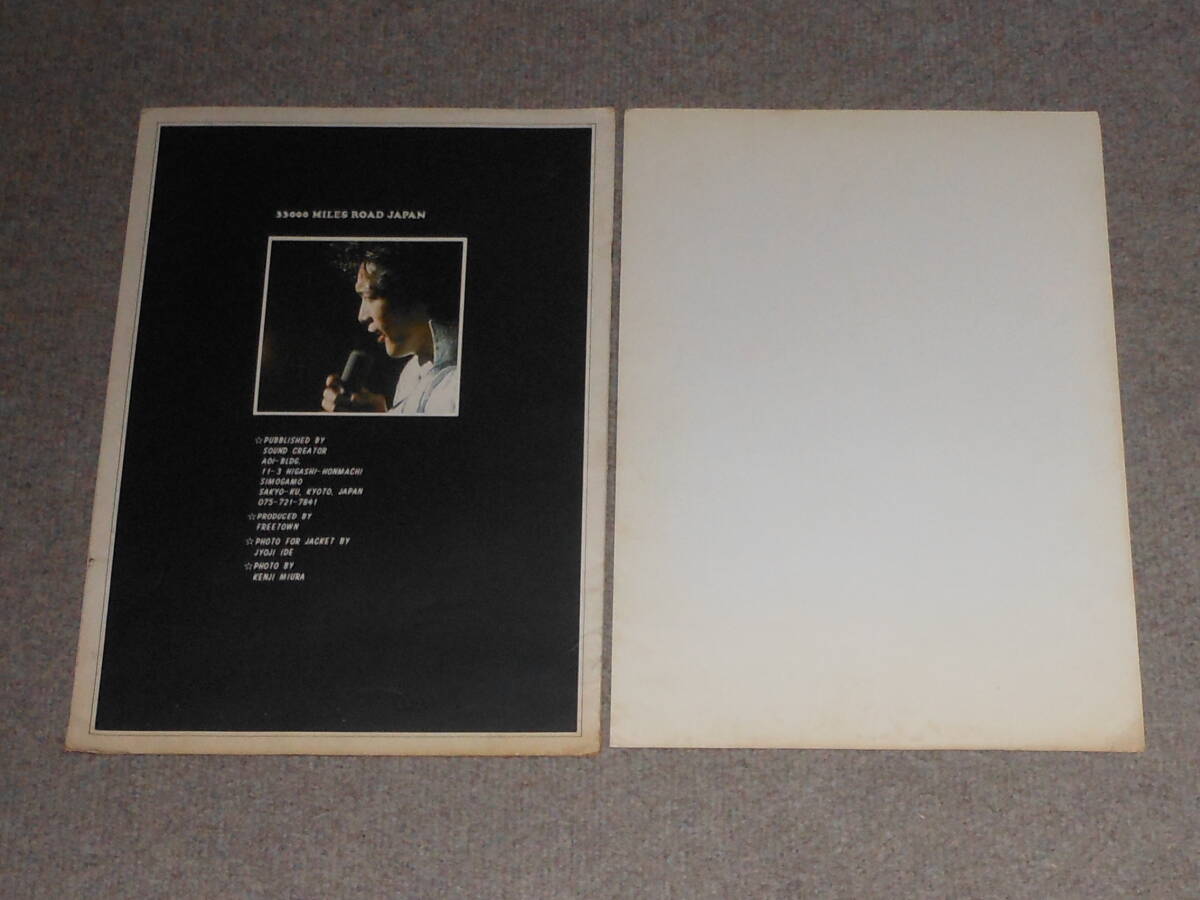 33000 MILES ROAD JAPAN
☆PUBBLISHED BY
SOUND CREATOR
AOI-BLDG.
11-3 HIGASHI-HONMACHI
SIMOGAMO
SAKYO-KU, KYOTO, JAPAN
075-721-7841
☆PRODUCED BY
FREETOWN
☆PHOTO FOR JACKET BY
JYOJI IDE
☆PHOTO BY
KENJI MIURA